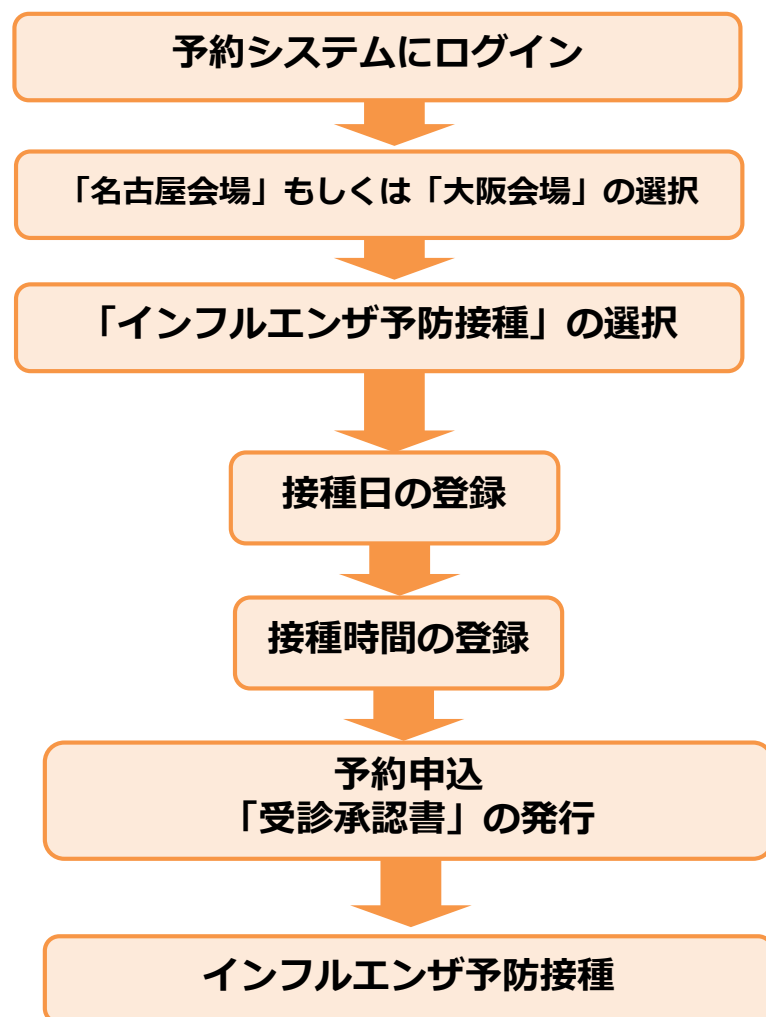 予約システムにログイン
「名古屋会場」もしくは「大阪会場」の選択
「インフルエンザ予防接種」の選択
接種日の登録
接種時間の登録
予約申込
「受診承認書」の発行
インフルエンザ予防接種